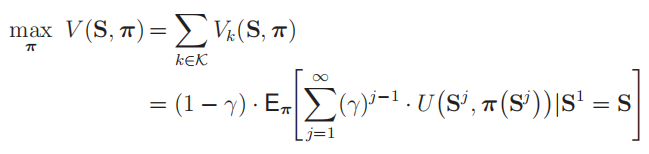 max_π V(S, π) = ∑_{k∈𝒦} V_k(S, π)
= (1 − γ) · E_π[∑_{j=1}^{∞} (γ)^{j−1} · U(S^j, π(S^j))|S^1 = S]